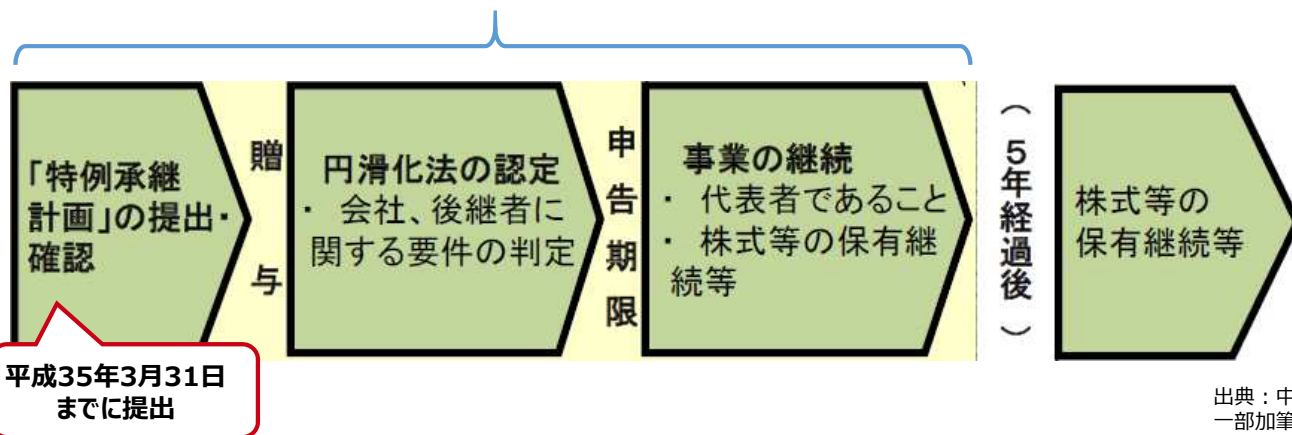 「特例承継
計画」の提出・
確認
贈与
円滑化法の認定
・ 会社、後継者に
関する要件の判定
申告期限
事業の継続
・ 代表者であること
・ 株式等の保有継
続等
（５年経過後）
株式等の
保有継続等
平成35年3月31日
までに提出
出典：中
一部加筆